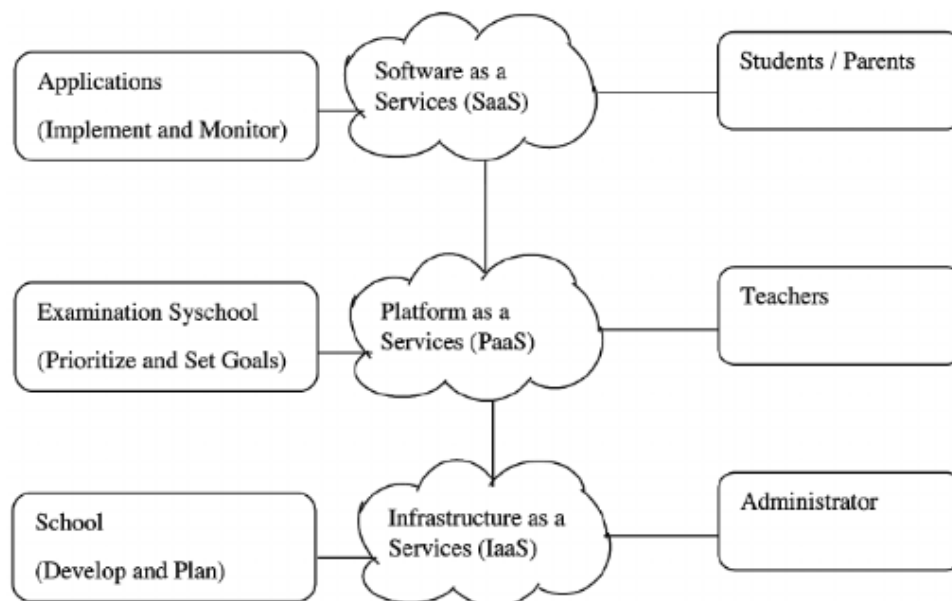 Applications
(Implement and Monitor)
Software as a
Services (SaaS)
Students / Parents
Examination Syschool
(Prioritize and Set Goals)
Platform as a
Services (PaaS)
Teachers
School
(Develop and Plan)
Infrastructure as a
Services (IaaS)
Administrator